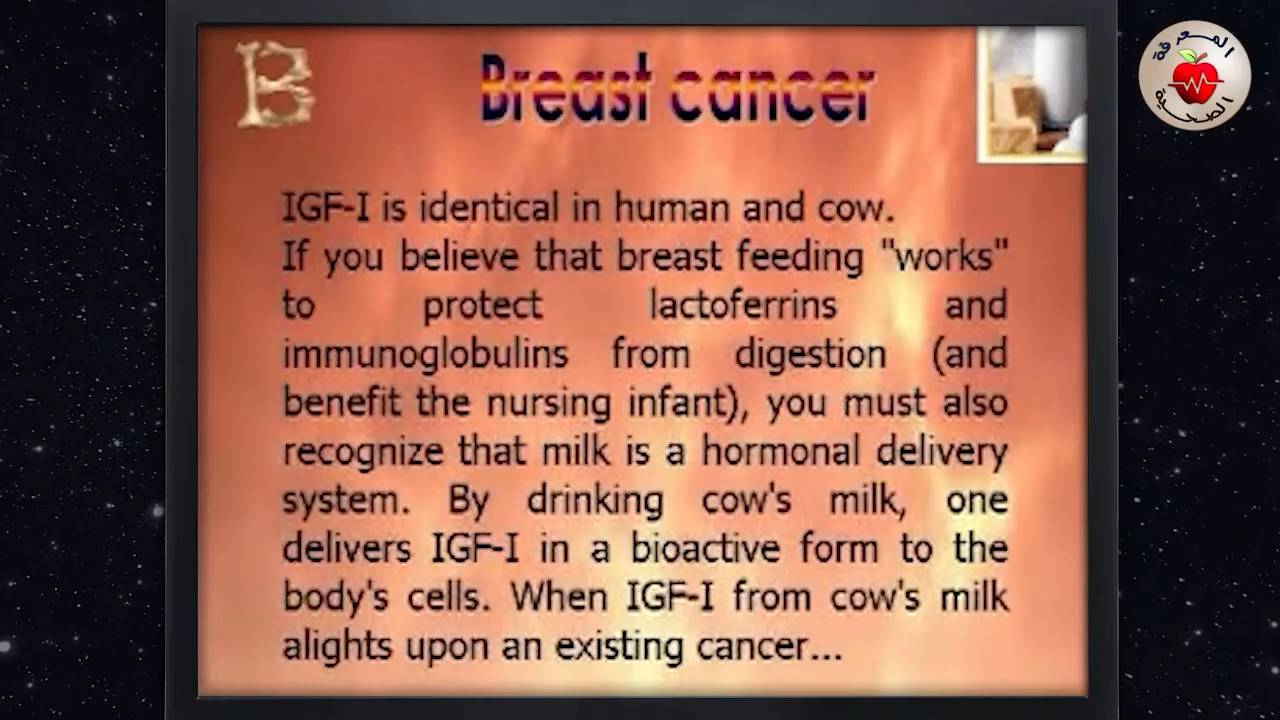 B
Breast cancer
المعرفة
الصحية
IGF-I is identical in human and cow.
If you believe that breast feeding "works"
to protect lactoferrins and
immunoglobulins from digestion (and
benefit the nursing infant), you must also
recognize that milk is a hormonal delivery
system. By drinking cow's milk, one
delivers IGF-I in a bioactive form to the
body's cells. When IGF-I from cow's milk
alights upon an existing cancer...